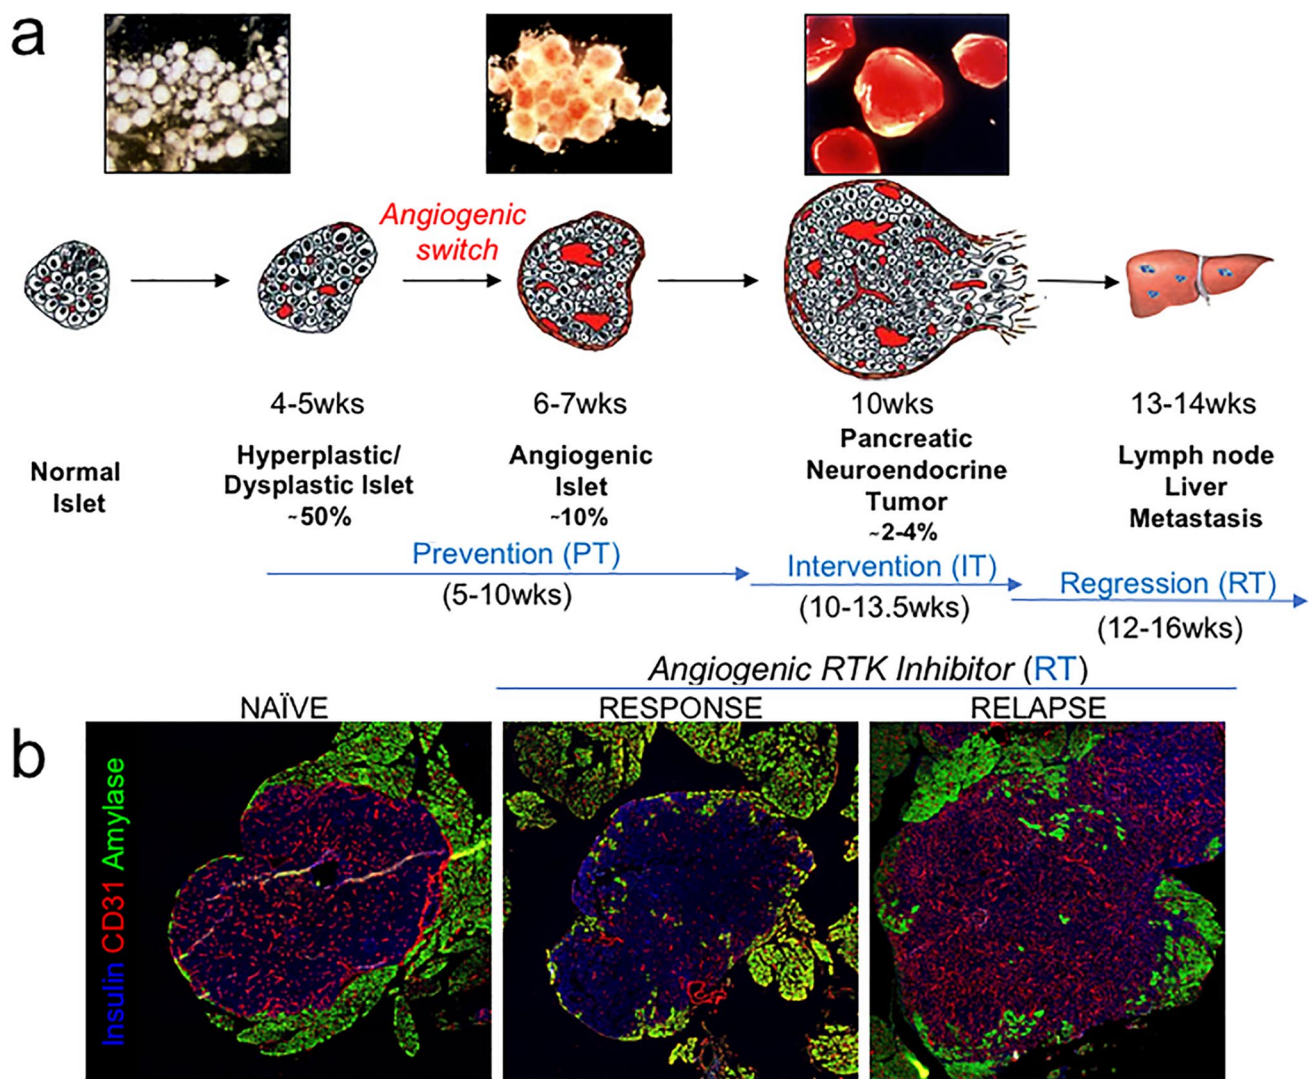 a
Angiogenic
switch
4-5wks
6-7wks
10wks
13-14wks
Normal
Islet
Hyperplastic/
Dysplastic Islet
~50%
Angiogenic
Islet
~10%
Pancreatic
Neuroendocrine
Tumor
~2-4%
Lymph node
Liver
Metastasis
Prevention (PT)
(5-10wks)
Intervention (IT)
(10-13.5wks)
Regression (RT)
(12-16wks)
Angiogenic RTK Inhibitor (RT)
NAÏVE
RESPONSE
RELAPSE
b
Insulin CD31 Amylase